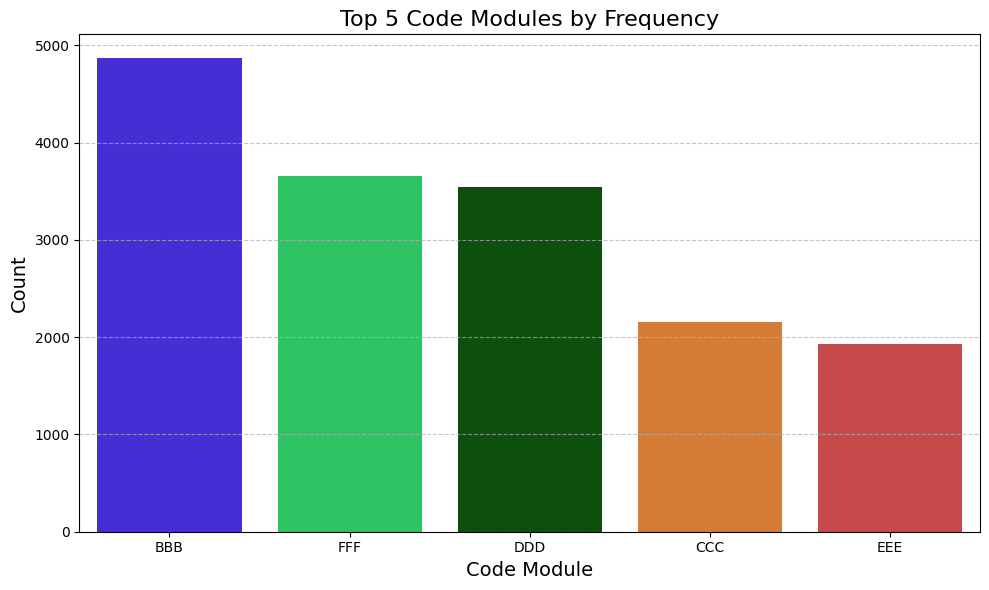 Top 5 Code Modules by Frequency
Count
5000
4000
3000
2000
1000
0
BBB
FFF
DDD
CCC
EEE
Code Module